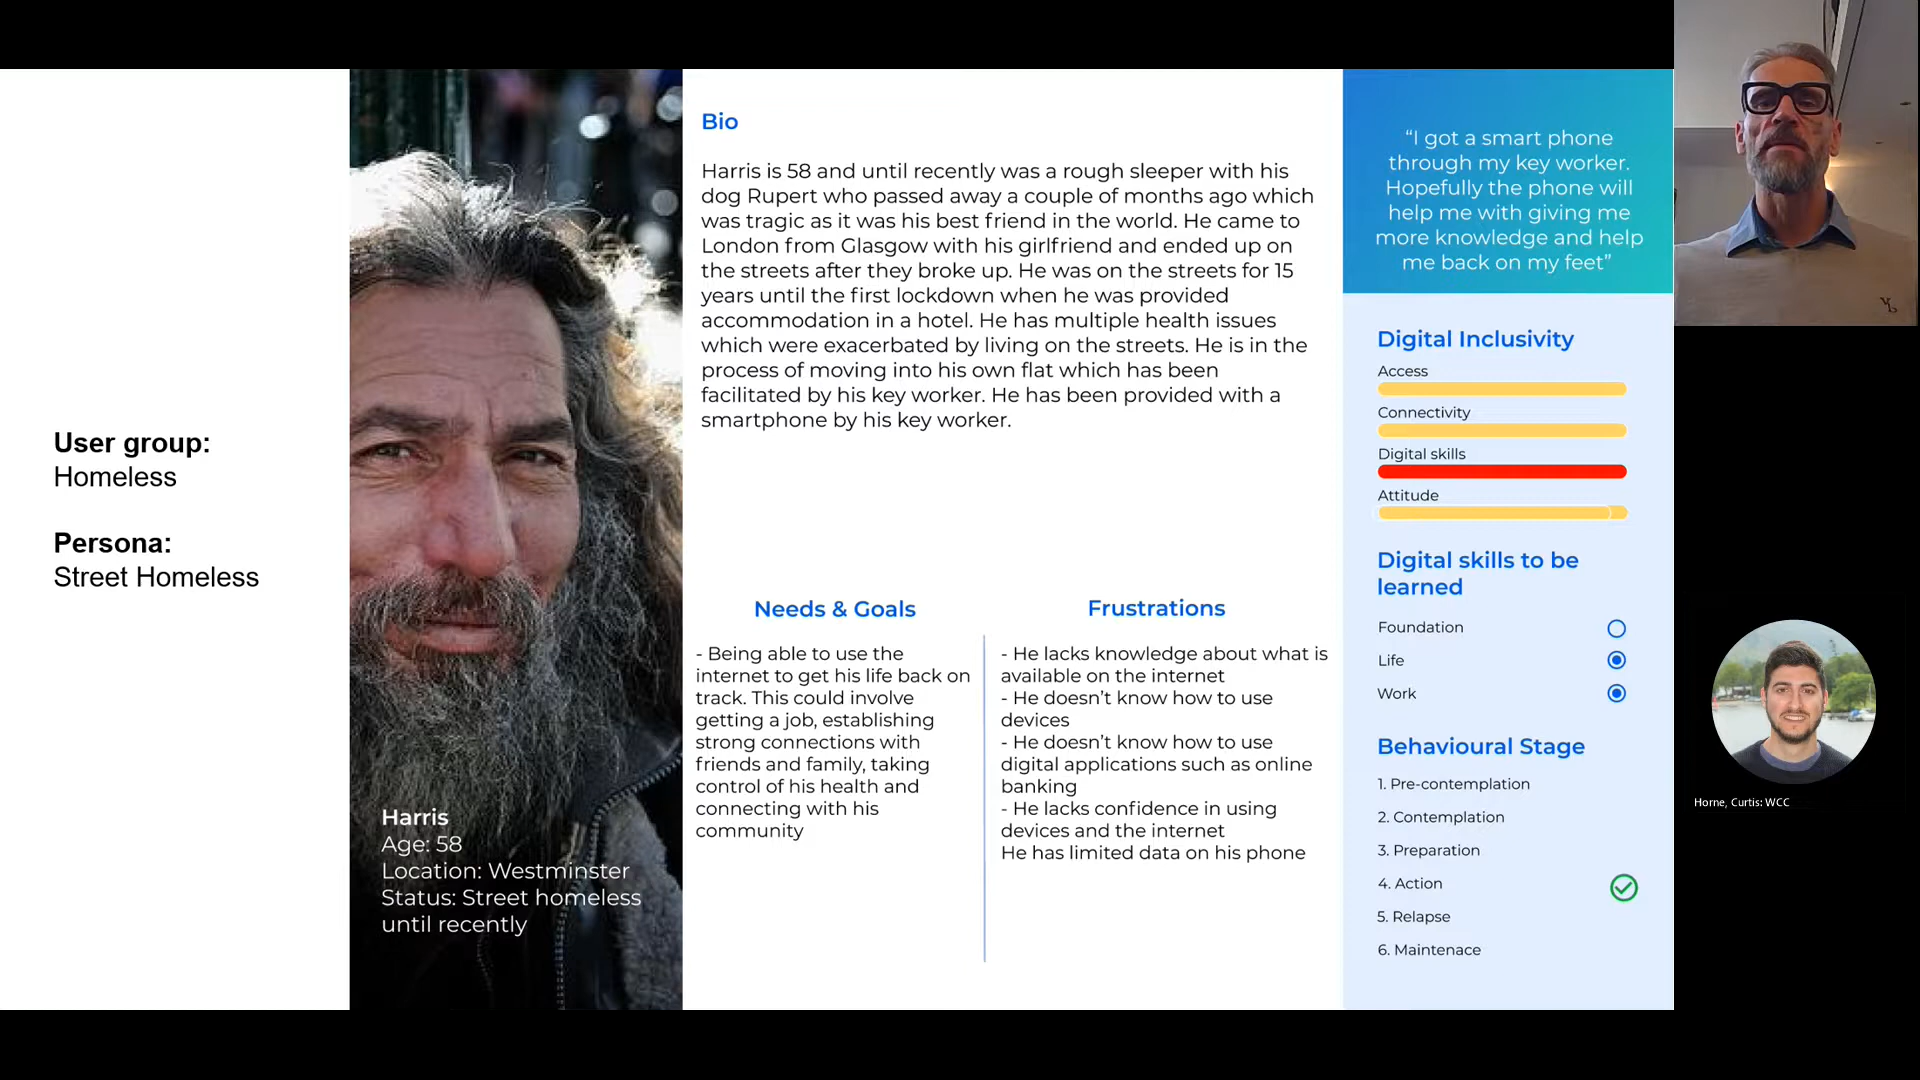 User group:
Homeless
Persona:
Street Homeless
Harris
Age: 58
Location: Westminster
Status: Street homeless
until recently
Bio
Harris is 58 and until recently was a rough sleeper with his
dog Rupert who passed away a couple of months ago which
was tragic as it was his best friend in the world. He came to
London from Glasgow with his girlfriend and ended up on
the streets after they broke up. He was on the streets for 15
years until the first lockdown when he was provided
accommodation in a hotel. He has multiple health issues
which were exacerbated by living on the streets. He is in the
process of moving into his own flat which has been
facilitated by his key worker. He has been provided with a
smartphone by his key worker.
Needs & Goals
- Being able to use the
internet to get his life back on
track. This could involve
getting a job, establishing
strong connections with
friends and family, taking
control of his health and
connecting with his
community
Frustrations
- He lacks knowledge about what is
available on the internet
- He doesn’t know how to use
devices
- He doesn’t know how to use
digital applications such as online
banking
- He lacks confidence in using
devices and the internet
He has limited data on his phone
“I got a smart phone
through my key worker.
Hopefully the phone will
help me with giving me
more knowledge and help
me back on my feet”
Digital Inclusivity
Access
Connectivity
Digital skills
Attitude
Digital skills to be
learned
Foundation
Life
Work
Behavioural Stage
1. Pre-contemplation
2. Contemplation
3. Preparation
4. Action
5. Relapse
6. Maintenace
Horne, Curtis: WCC